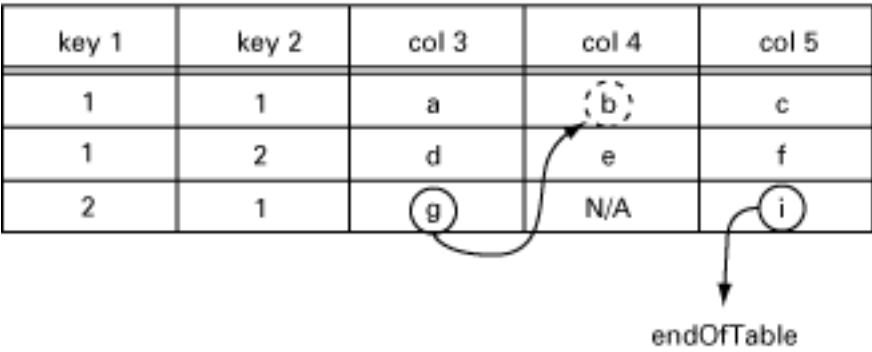 key 1 key 2 col 3 col 4 col 5
1 1 a b c
1 2 d e f
2 1 g N/A i
endOfTable